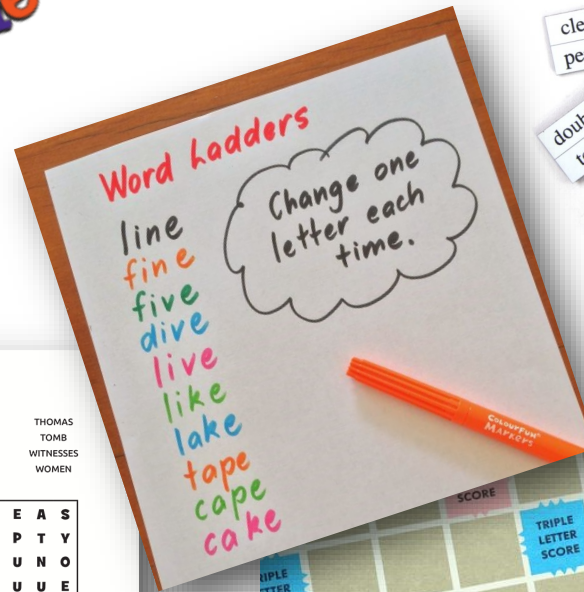 cle
pe
doub
Word Ladders
Change one
letter each
time.
line
fine
five
dive
live
like
lake
tape
cape
cake
COLOURFUN
MARKERS
THOMAS
TOMB
WITNESSES
WOMEN
E A S
P T Y
U N O
U U E
SCORE
TRIPLE
LETTER
SCORE
RIPLE
TTER